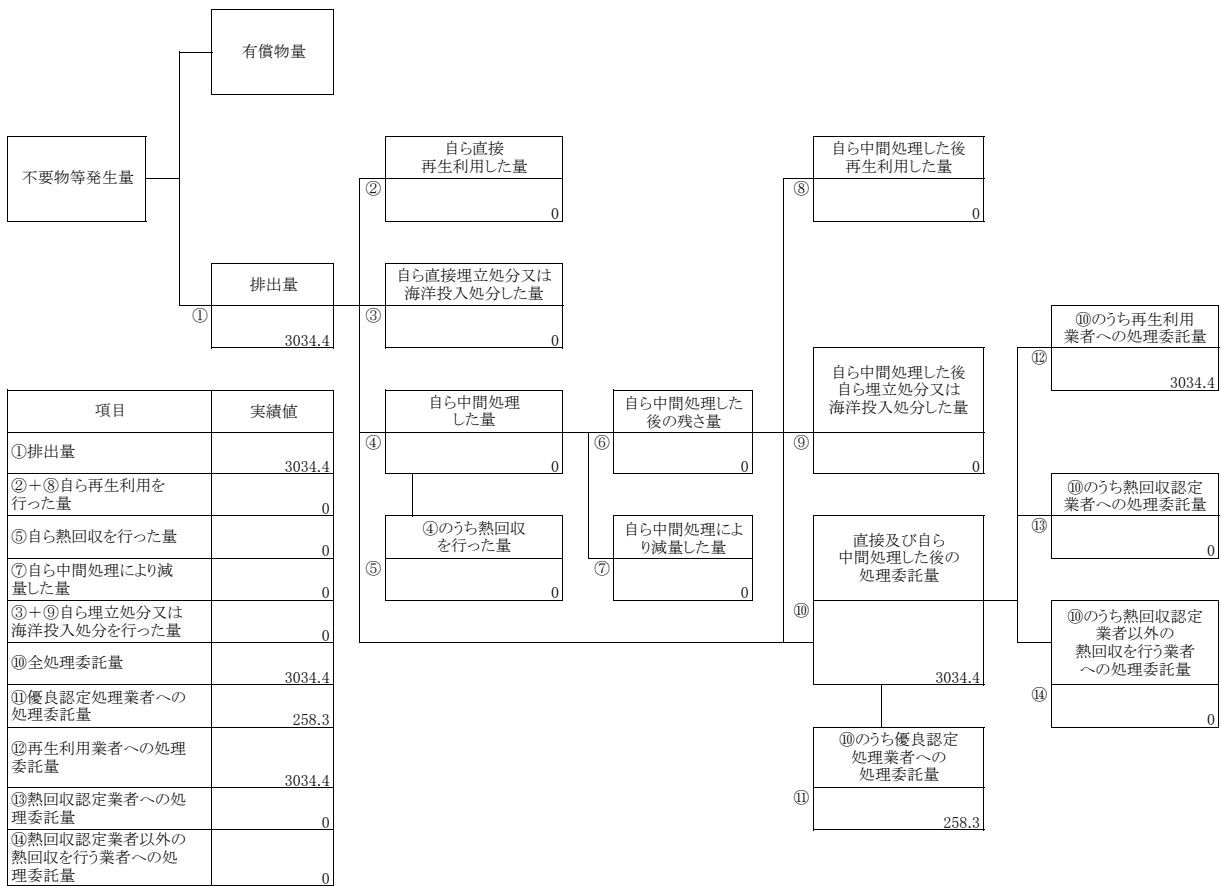 有償物量
不要物等発生量
自ら直接
再生利用した量
②
0
自ら中間処理した後
再生利用した量
⑧
0
排出量
①
3034.4
自ら直接埋立処分又は
海洋投入処分した量
③
0
⑩のうち再生利用
業者への処理委託量
⑫
3034.4
自ら中間処理
した量
④
0
自ら中間処理した
後の残さ量
⑥
0
自ら中間処理した後
自ら埋立処分又は
海洋投入処分した量
⑨
0
⑩のうち熱回収認定
業者への処理委託量
⑬
0
④のうち熱回収
を行った量
⑤
0
自ら中間処理によ
り減量した量
⑦
0
直接及び自ら
中間処理した後の
処理委託量
⑩
3034.4
⑩のうち熱回収認定
業者以外の
熱回収を行う業者
への処理委託量
⑭
0
⑩のうち優良認定
処理業者への
処理委託量
⑪
258.3
項目
実績値
①排出量
3034.4
②＋⑧自ら再生利用を
行った量
0
⑤自ら熱回収を行った量
0
⑦自ら中間処理により減
量した量
0
③＋⑨自ら埋立処分又は
海洋投入処分を行った量
0
⑩全処理委託量
3034.4
⑪優良認定処理業者への
処理委託量
258.3
⑫再生利用業者への処理
委託量
3034.4
⑬熱回収認定業者への処
理委託量
0
⑭熱回収認定業者以外の
熱回収を行う業者への処
理委託量
0